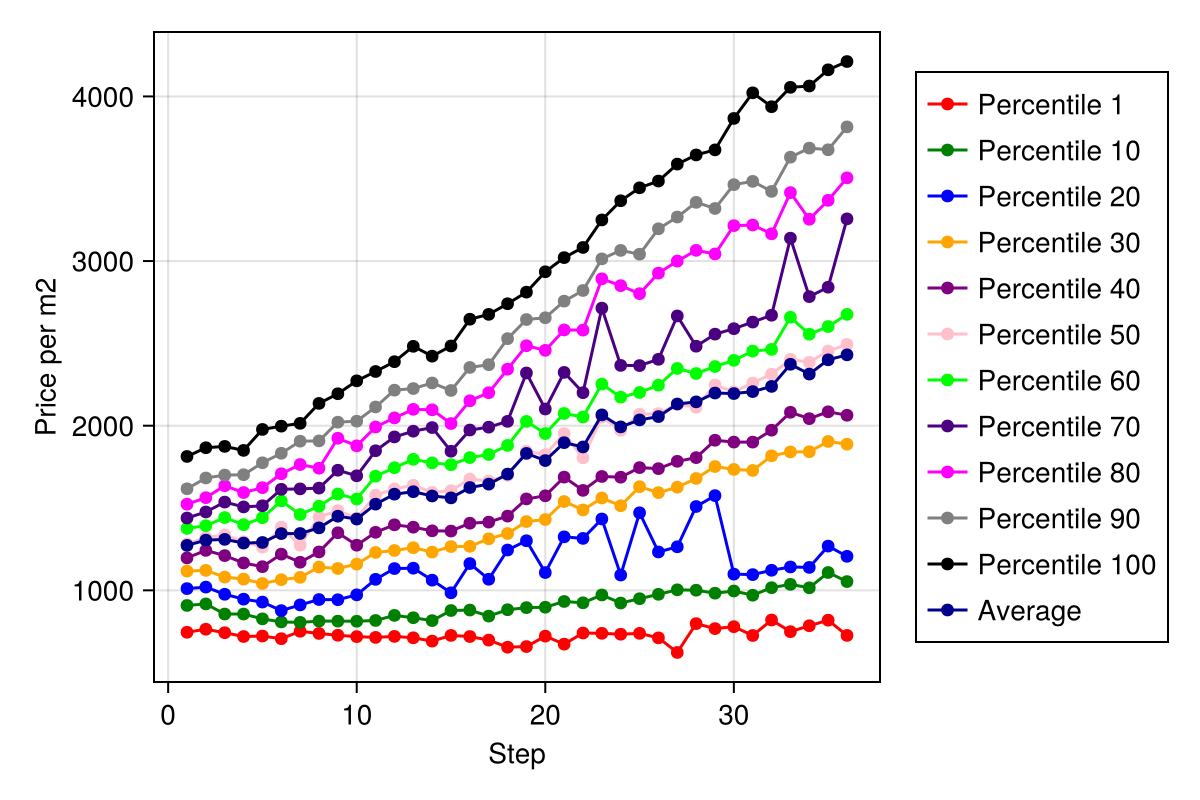 4000
3000
2000
1000
Price per m2
0 10 20 30
Step
Percentile 1
Percentile 10
Percentile 20
Percentile 30
Percentile 40
Percentile 50
Percentile 60
Percentile 70
Percentile 80
Percentile 90
Percentile 100
Average